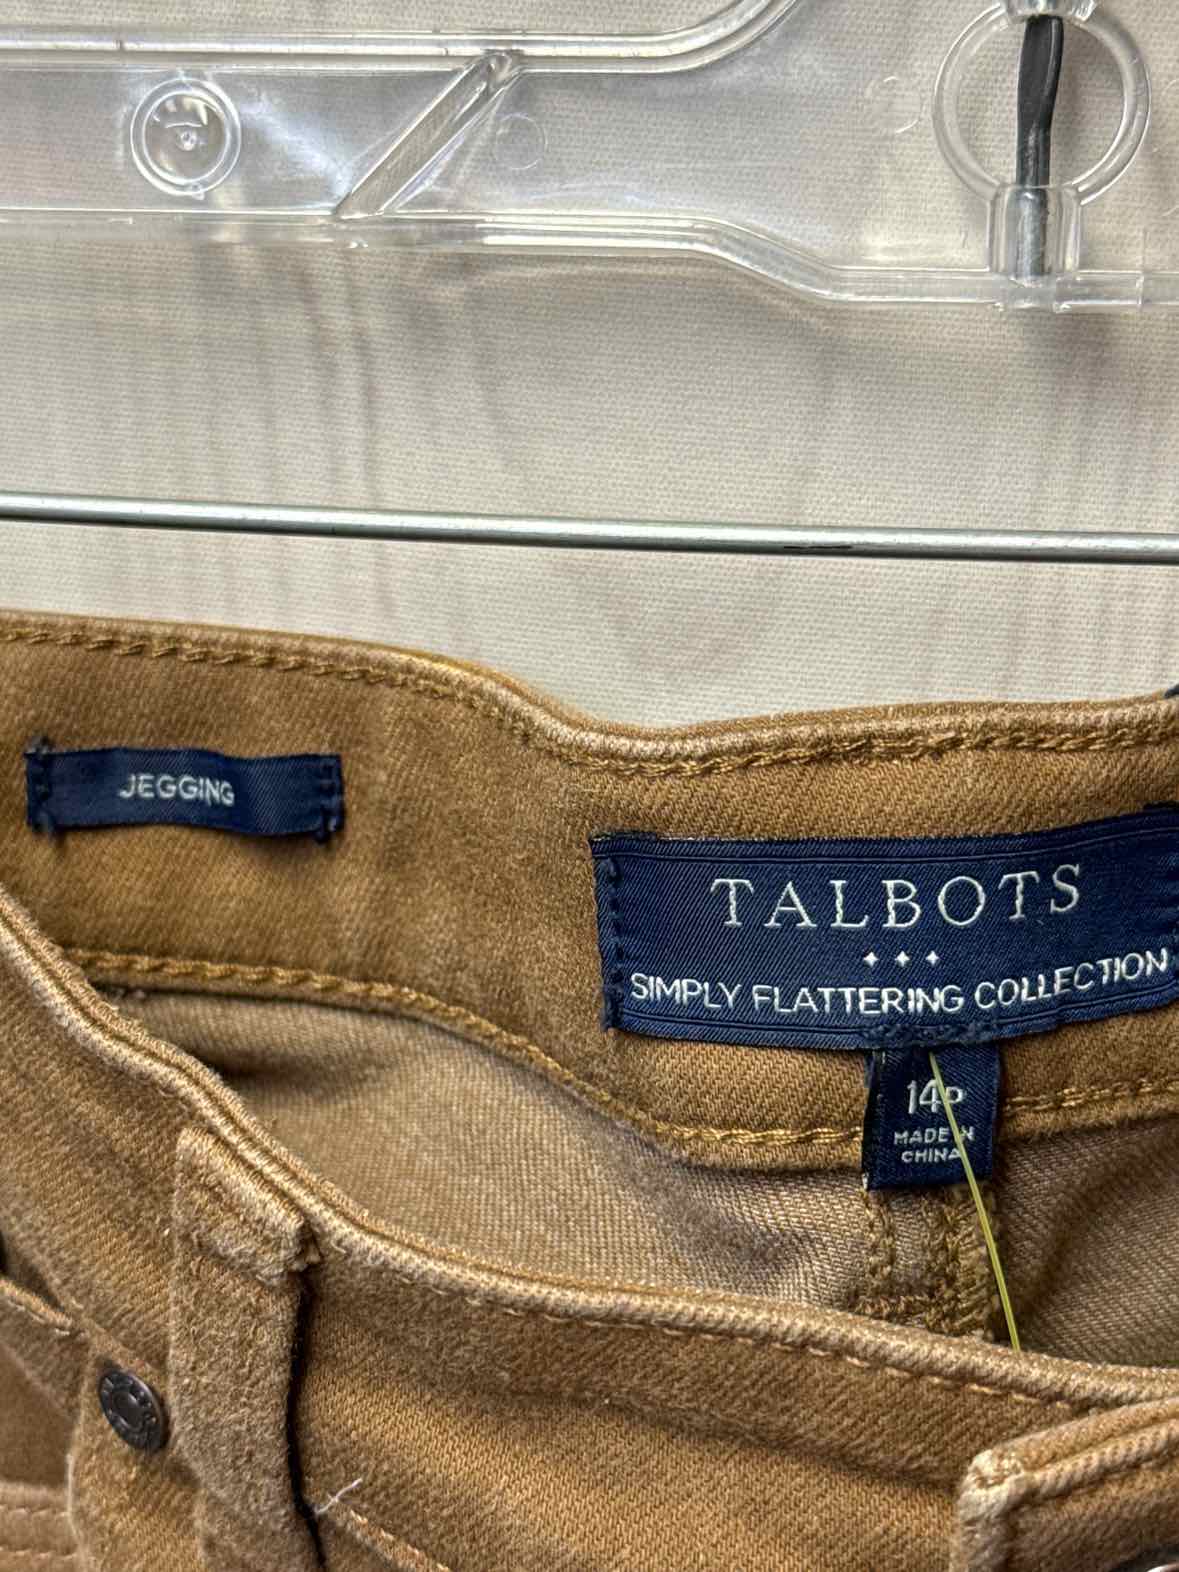 JEGGING
TALBOTS
SIMPLY FLATTERING COLLECTION
14P
MADE IN
CHINA